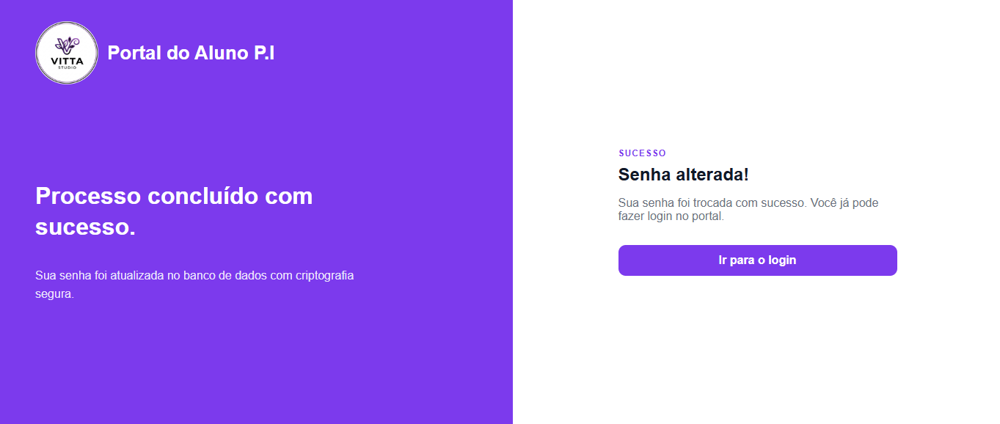 VITTA
STUDIO
Portal do Aluno P.I
Processo concluído com
sucesso.
Sua senha foi atualizada no banco de dados com criptografia
segura.
SUCESSO
Senha alterada!
Sua senha foi trocada com sucesso. Você já pode
fazer login no portal.
Ir para o login